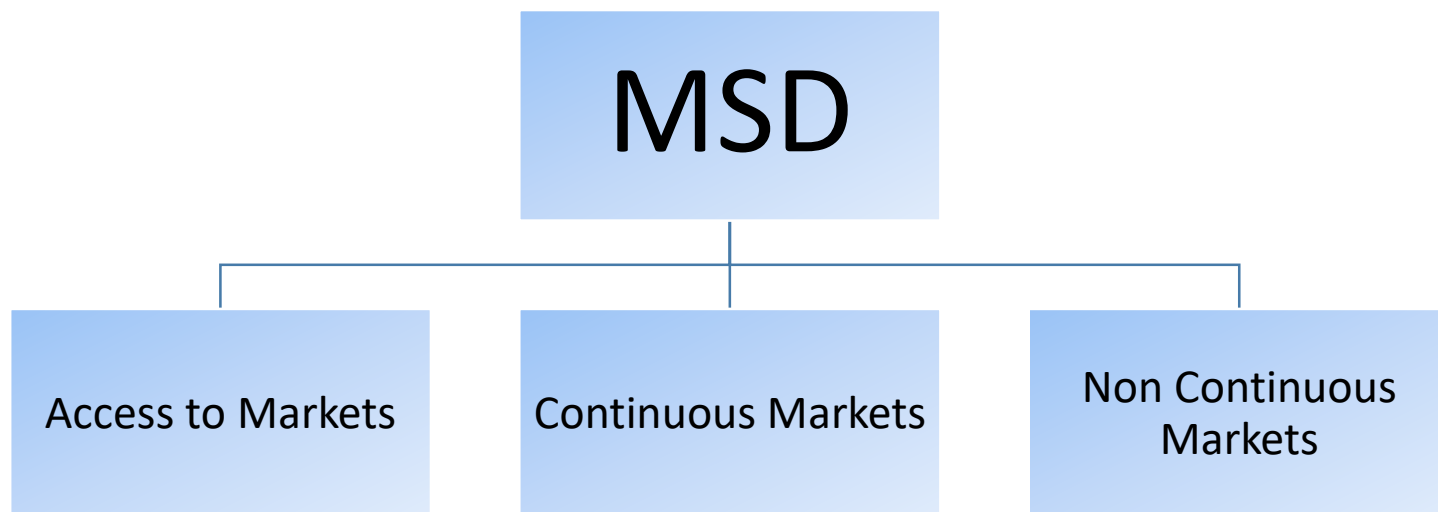 MSD
Access to Markets
Continuous Markets
Non Continuous
Markets